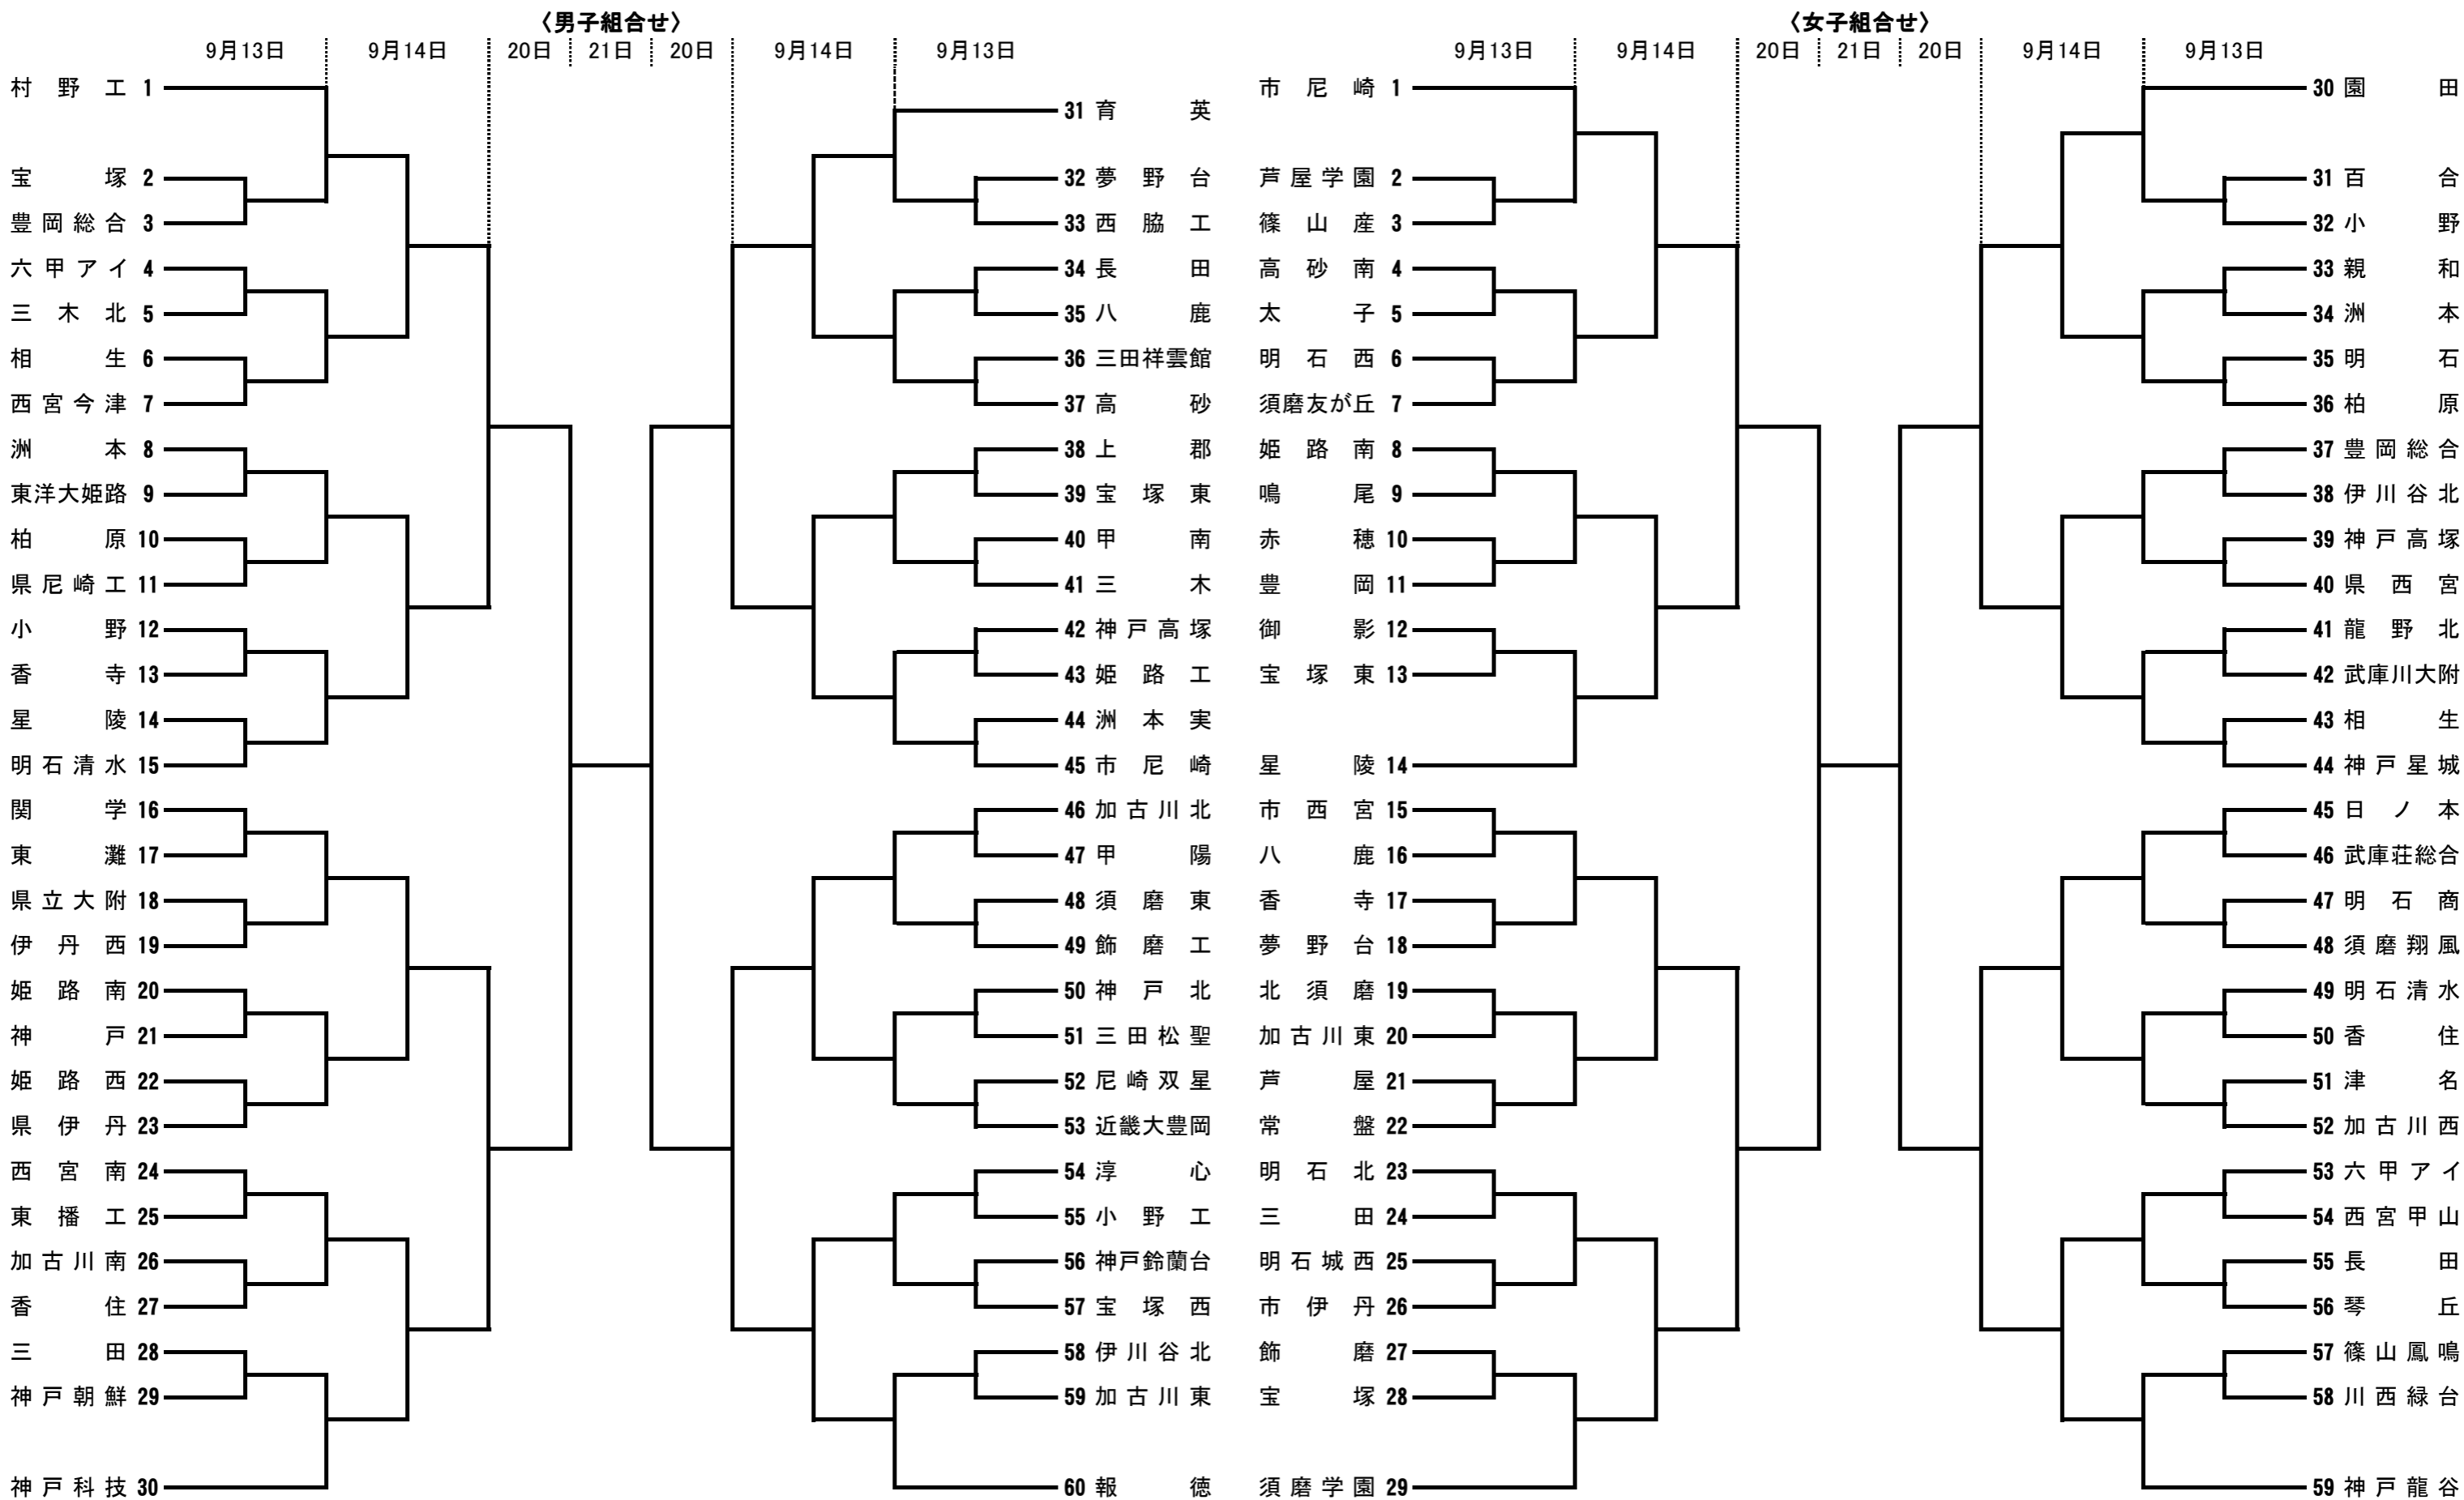 〈男子組合せ〉
9月13日 9月14日 20日 21日 20日 9月14日 9月13日
村野工 1
宝塚 2
豊岡総合 3
六甲アイ 4
三木北 5
相生 6
西宮今津 7
洲本 8
東洋大姫路 9
柏原 10
県尼崎工 11
小野 12
香寺 13
星陵 14
明石清水 15
関学 16
東灘 17
県立大附 18
伊丹西 19
姫路南 20
神戸 21
姫路西 22
県伊丹 23
西宮南 24
東播工 25
加古川南 26
香住 27
三田 28
神戸朝鮮 29
神戸科技 30
31 育英
32 夢野台
33 西脇工
34 長田
35 八鹿
36 三田祥雲館
37 高砂
38 上郡
39 宝塚東
40 甲南
41 三木
42 神戸高塚
43 姫路工
44 洲本実
45 市尼崎
46 加古川北
47 甲陽
48 須磨東
49 飾磨工
50 神戸北
51 三田松聖
52 尼崎双星
53 近畿大豊岡
54 淳心
55 小野工
56 神戸鈴蘭台
57 宝塚西
58 伊川谷北
59 加古川東
60 報徳
〈女子組合せ〉
9月13日 9月14日 20日 21日 20日 9月14日 9月13日
市尼崎 1
芦屋学園 2
篠山産 3
高砂南 4
太子 5
明石西 6
須磨友が丘 7
姫路南 8
鳴尾 9
赤穂 10
豊岡 11
御影 12
宝塚東 13
星陵 14
市西宮 15
八鹿 16
香寺 17
夢野台 18
北須磨 19
加古川東 20
芦屋 21
常盤 22
明石北 23
三田 24
明石城西 25
市伊丹 26
飾磨 27
宝塚 28
須磨学園 29
30 園田
31 百合
32 小野
33 親和
34 洲本
35 明石
36 柏原
37 豊岡総合
38 伊川谷北
39 神戸高塚
40 県西宮
41 龍野北
42 武庫川大附
43 相生
44 神戸星城
45 日ノ本
46 武庫荘総合
47 明石商
48 須磨翔風
49 明石清水
50 香住
51 津名
52 加古川西
53 六甲アイ
54 西宮甲山
55 長田
56 琴丘
57 篠山鳳鳴
58 川西緑台
59 神戸龍谷